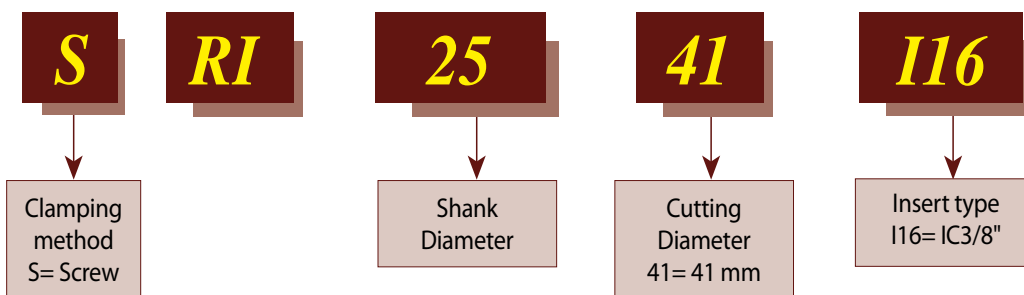 S RI 25 41 I16
Clamping
method
S= Screw
Shank
Diameter
Cutting
Diameter
41= 41 mm
Insert type
I16= IC3/8"